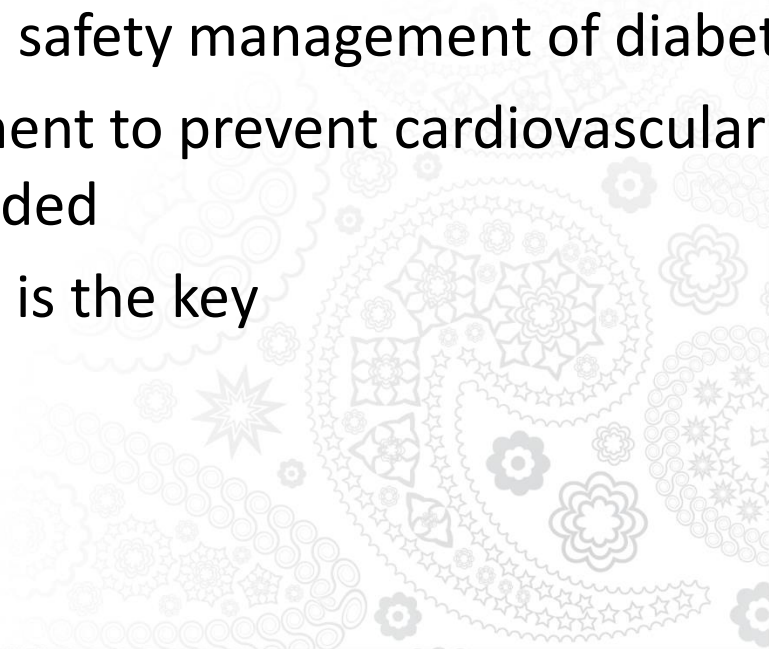 safety management of diabet
ent to prevent cardiovascular
ded
is the key